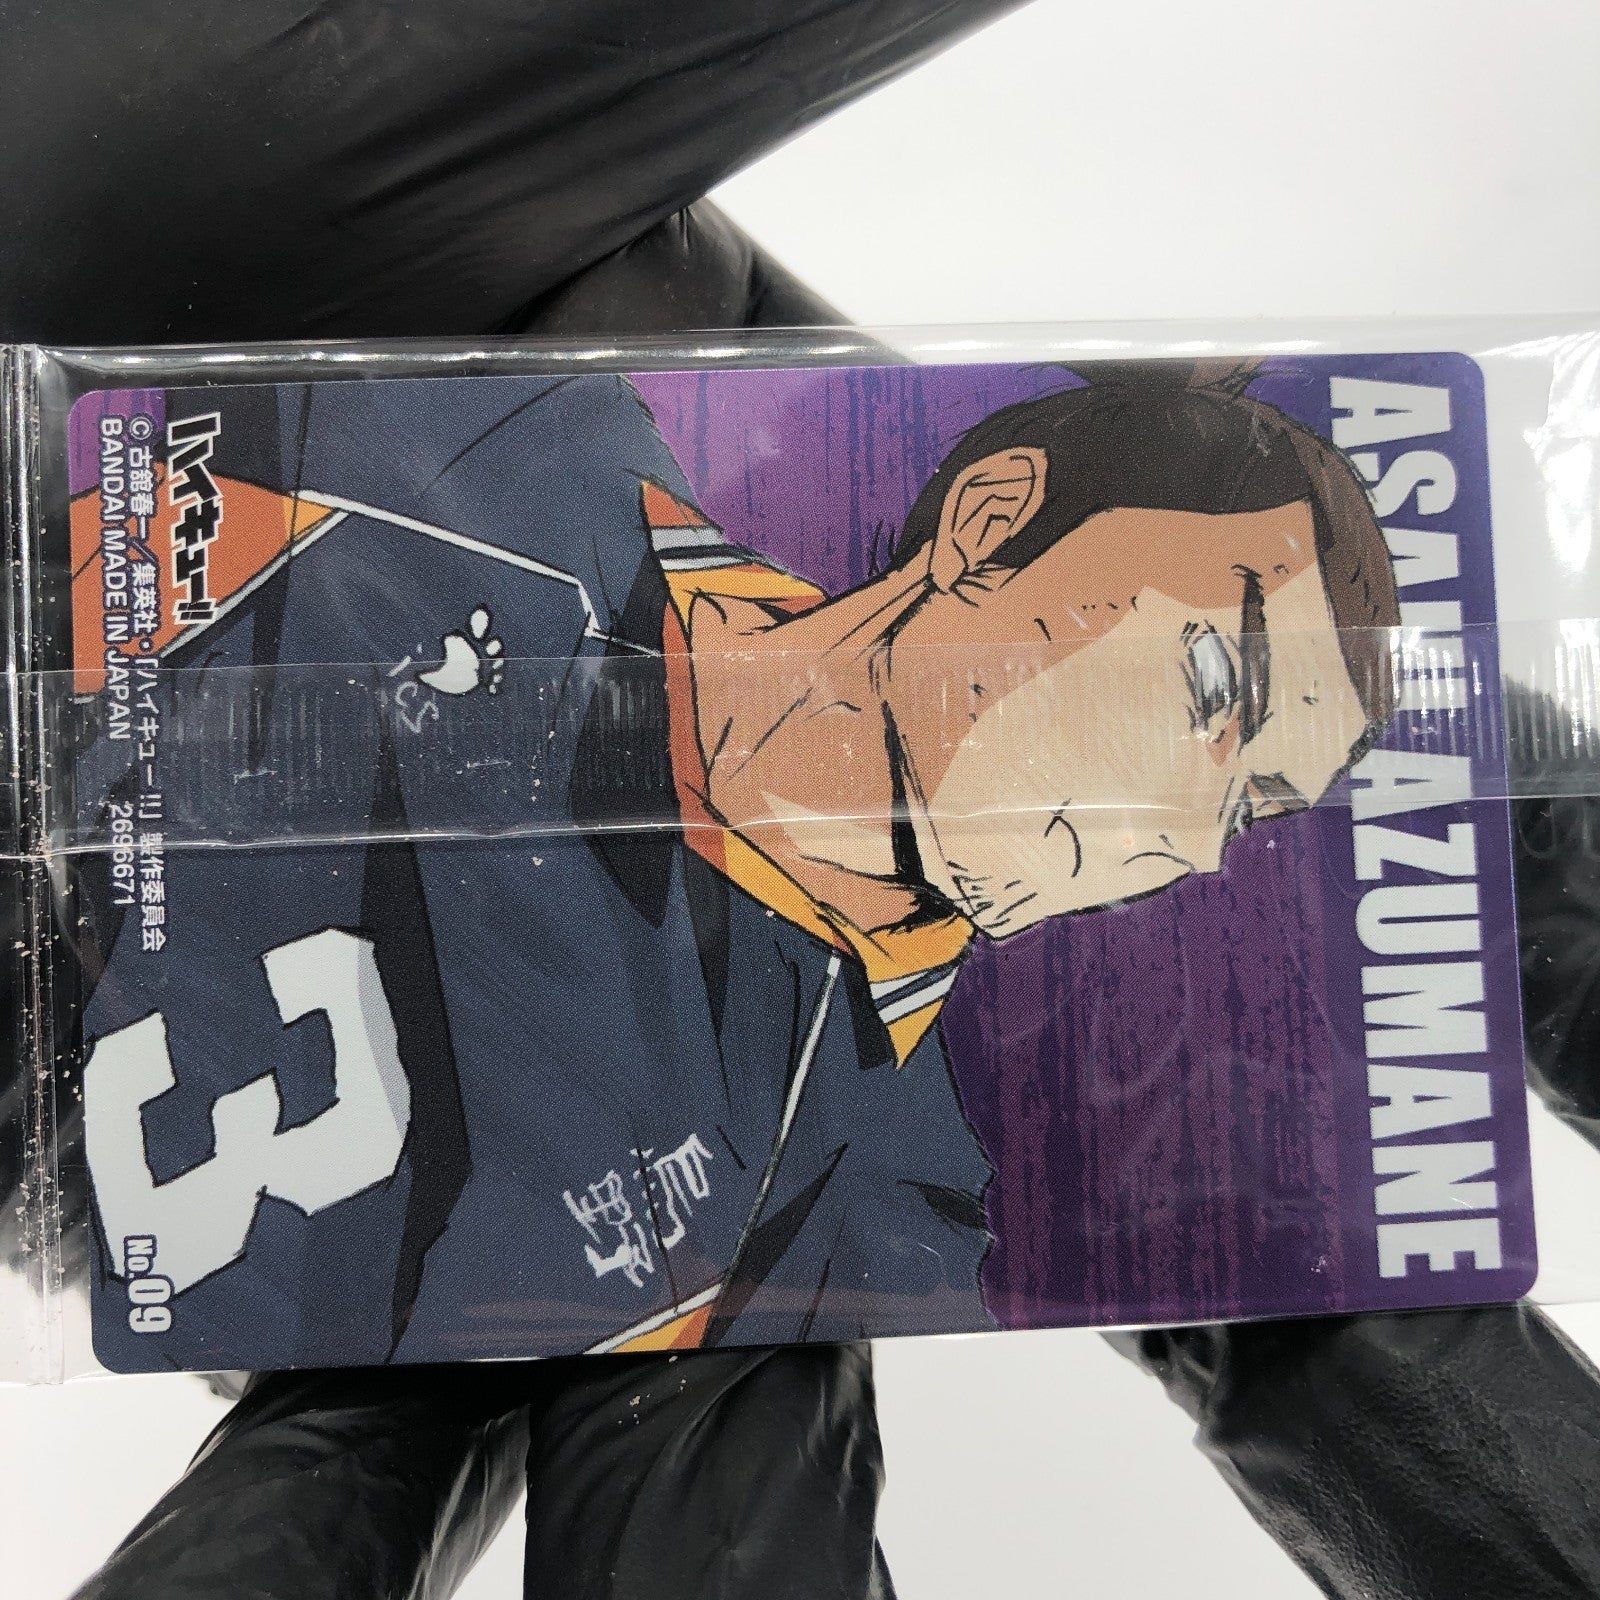 ASAHI AZUMANE
烏野
3
ハイキュー!!
©古舘春一／集英社・「ハイキュー!!」製作委員会
BANDAI MADE IN JAPAN 2696671
No.09